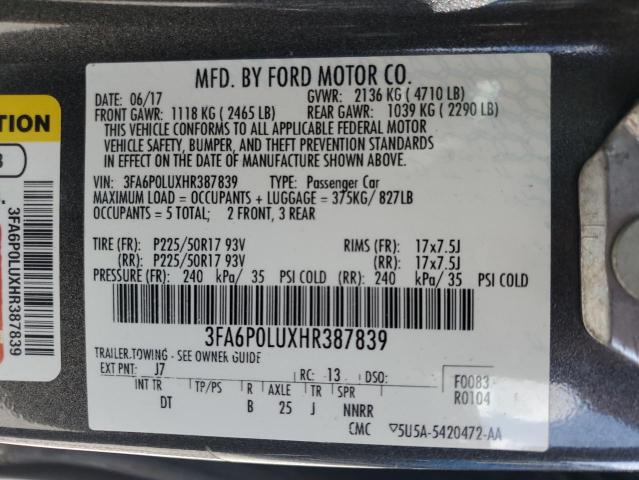 MFD. BY FORD MOTOR CO.
DATE: 06/17 GVWR: 2136 KG ( 4710 LB)
FRONT GAWR: 1118 KG ( 2465 LB) REAR GAWR: 1039 KG ( 2290 LB)
THIS VEHICLE CONFORMS TO ALL APPLICABLE FEDERAL MOTOR
VEHICLE SAFETY, BUMPER, AND THEFT PREVENTION STANDARDS
IN EFFECT ON THE DATE OF MANUFACTURE SHOWN ABOVE.
VIN: 3FA6P0LUXHR387839 TYPE: Passenger Car
MAXIMUM LOAD = OCCUPANTS + LUGGAGE = 375KG/ 827LB
OCCUPANTS = 5 TOTAL; 2 FRONT, 3 REAR
TIRE (FR): P225/50R17 93V RIMS (FR): 17x7.5J
(RR): P225/50R17 93V (RR): 17x7.5J
PRESSURE (FR): 240 kPa/ 35 PSI COLD (RR): 240 kPa/ 35 PSI COLD
3FA6P0LUXHR387839
TRAILER TOWING - SEE OWNER GUIDE
EXT PNT: J7 RC: 13 DSO: F0083
INT TR TP/PS R AXLE TR SPR R0104
DT B 25 J NNRR
CMC 5U5A-5420472-AA
TION
3FA6P0LUXHR387839